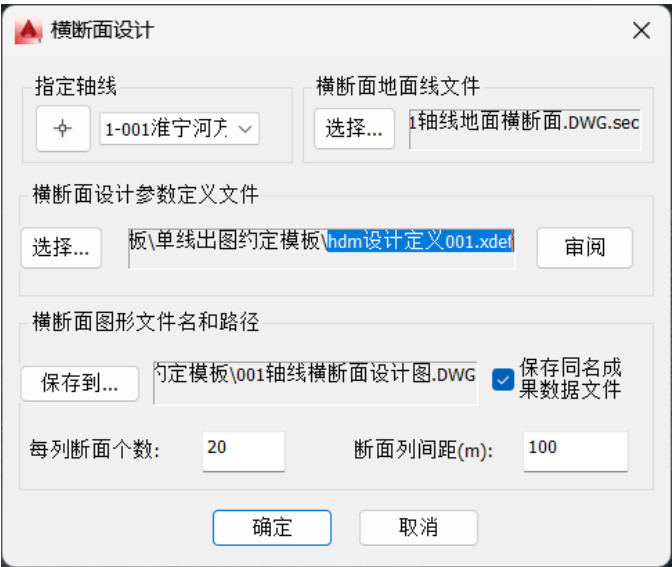 横断面设计
指定轴线
横断面地面线文件
1-001淮宁河方
选择...
1轴线地面横断面.DWG.sec
横断面设计参数定义文件
选择...
板\单线出图约定模板\hdm设计定义001.xdef
审阅
横断面图形文件名和路径
保存到...
约定模板\001轴线横断面设计图.DWG
保存同名成
果数据文件
每列断面个数:
20
断面列间距(m):
100
确定
取消